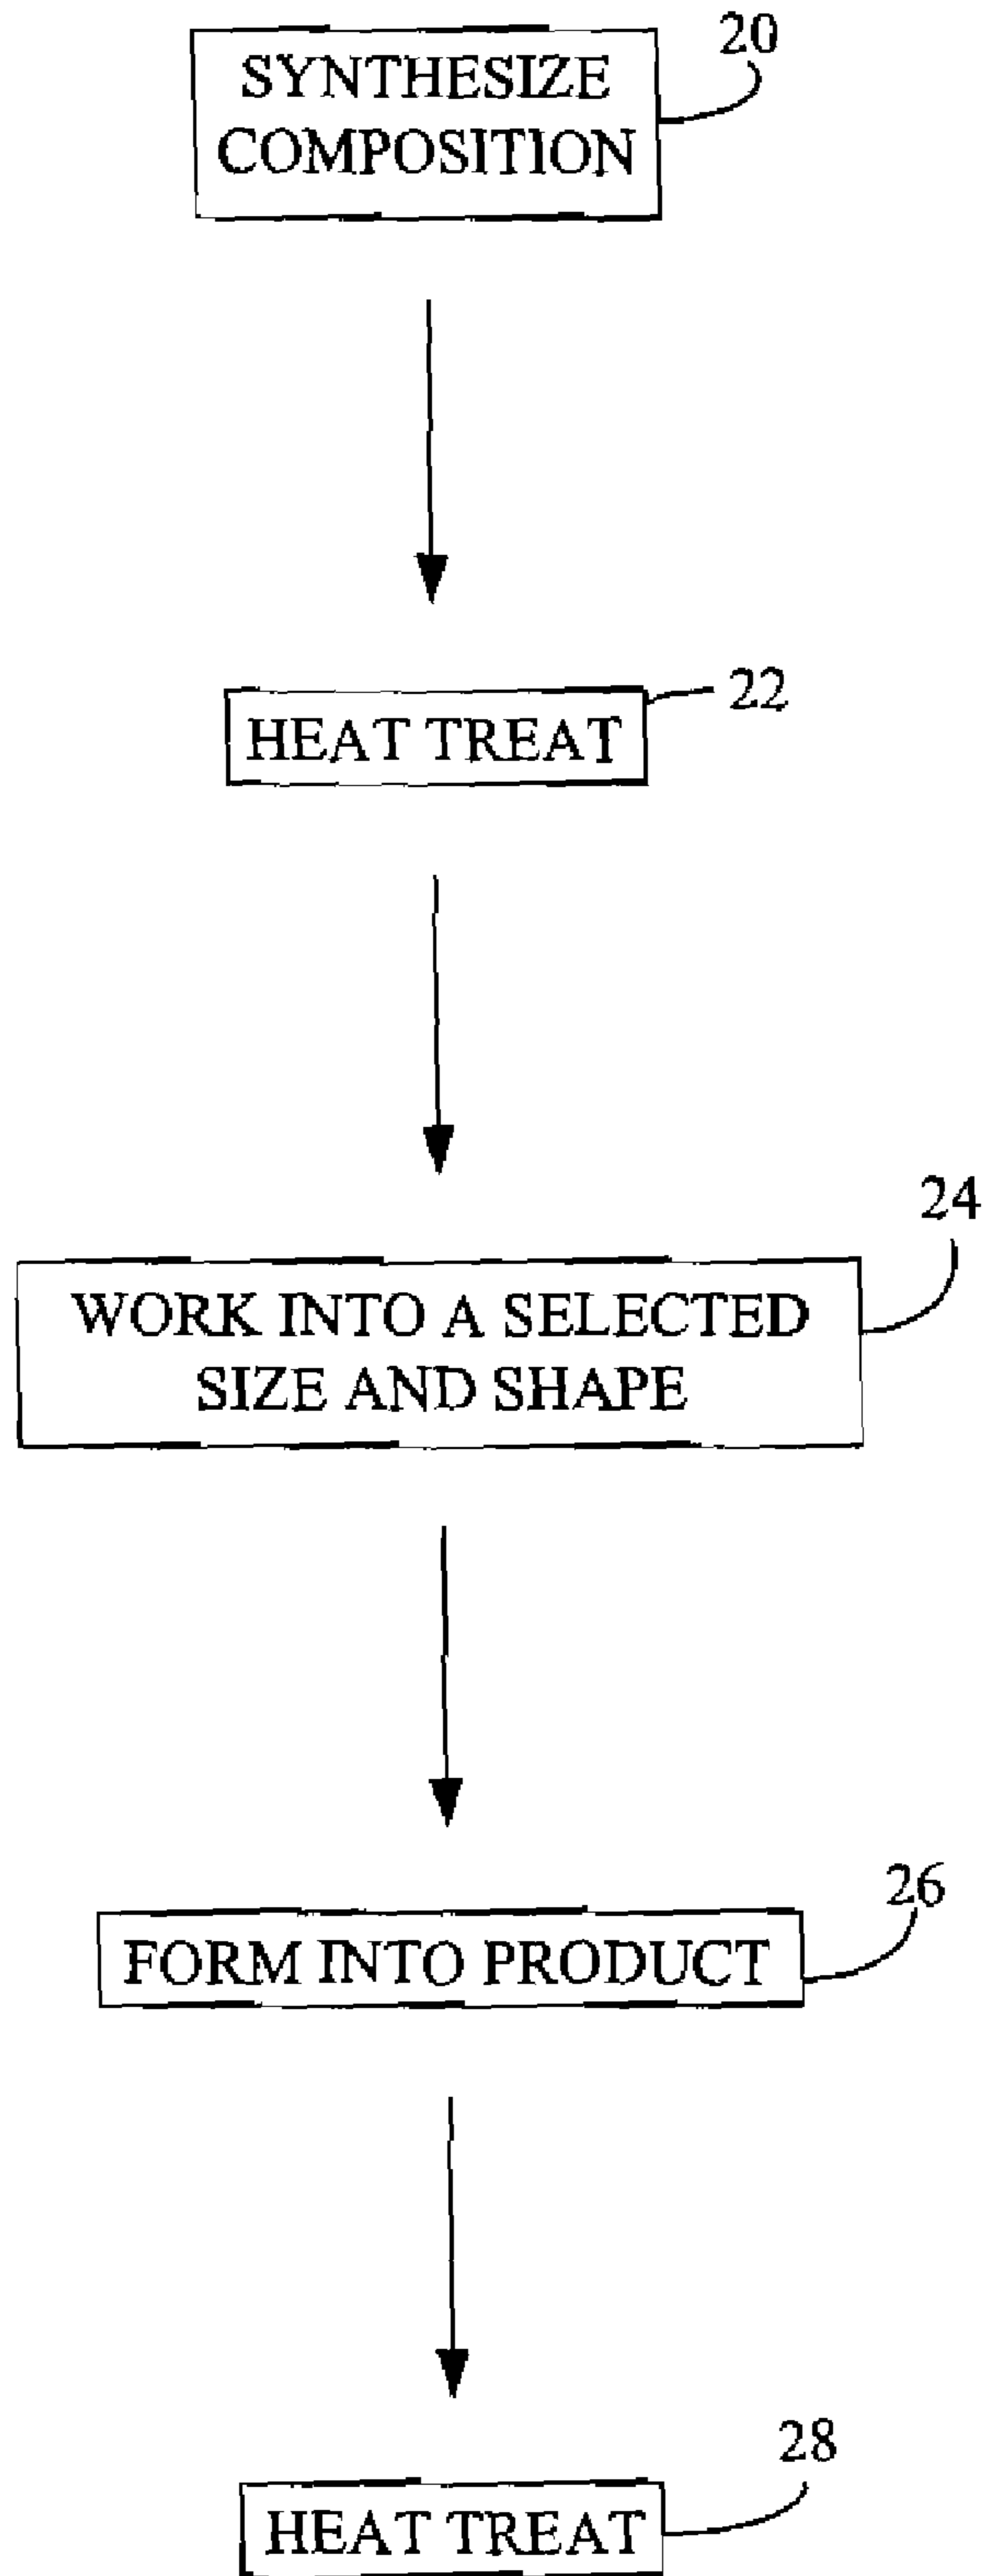 20
SYNTHESIZE
COMPOSITION
22
HEAT TREAT
24
WORK INTO A SELECTED
SIZE AND SHAPE
26
FORM INTO PRODUCT
28
HEAT TREAT